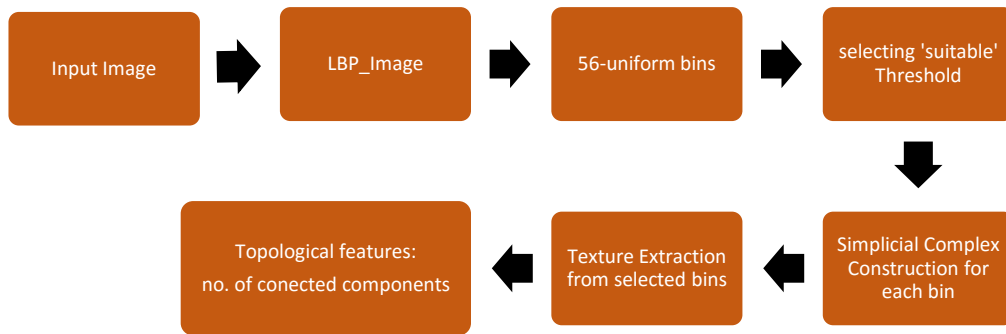 Input Image
LBP_Image
56-uniform bins
selecting 'suitable'
Threshold
Simplicial Complex
Construction for
each bin
Texture Extraction
from selected bins
Topological features:
no. of conected components